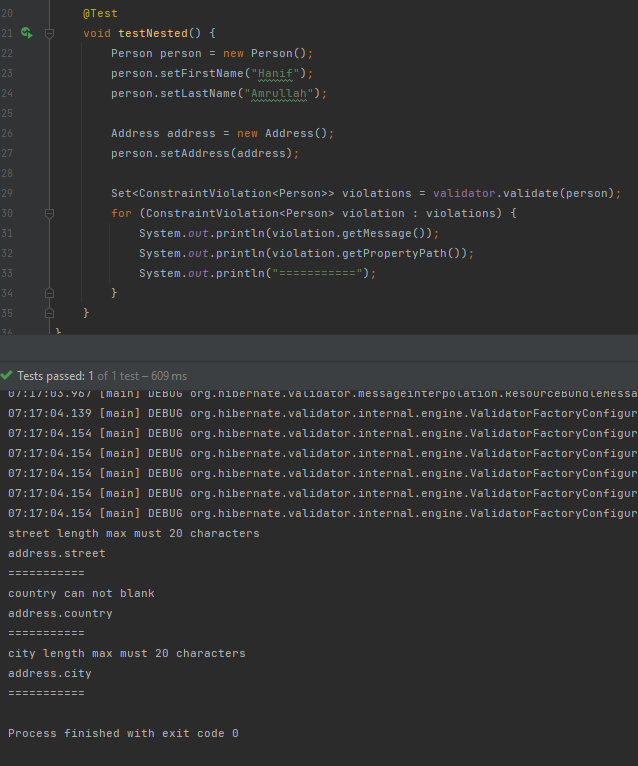 20 @Test
21 void testNested() {
22 Person person = new Person();
23 person.setFirstName("Hanif");
24 person.setLastName("Amrullah");
25
26 Address address = new Address();
27 person.setAddress(address);
28
29 Set<ConstraintViolation<Person>> violations = validator.validate(person);
30 for (ConstraintViolation<Person> violation : violations) {
31 System.out.println(violation.getMessage());
32 System.out.println(violation.getPropertyPath());
33 System.out.println("===========");
34 }
35 }
36 }
Tests passed: 1 of 1 test – 609 ms
07:17:03.967 [main] DEBUG org.hibernate.validator.messageinterpolation.ResourceBundleMessa
07:17:04.139 [main] DEBUG org.hibernate.validator.internal.engine.ValidatorFactoryConfigur
07:17:04.154 [main] DEBUG org.hibernate.validator.internal.engine.ValidatorFactoryConfigur
07:17:04.154 [main] DEBUG org.hibernate.validator.internal.engine.ValidatorFactoryConfigur
07:17:04.154 [main] DEBUG org.hibernate.validator.internal.engine.ValidatorFactoryConfigur
07:17:04.154 [main] DEBUG org.hibernate.validator.internal.engine.ValidatorFactoryConfigur
07:17:04.154 [main] DEBUG org.hibernate.validator.internal.engine.ValidatorFactoryConfigur
street length max must 20 characters
address.street
===========
country can not blank
address.country
===========
city length max must 20 characters
address.city
===========

Process finished with exit code 0